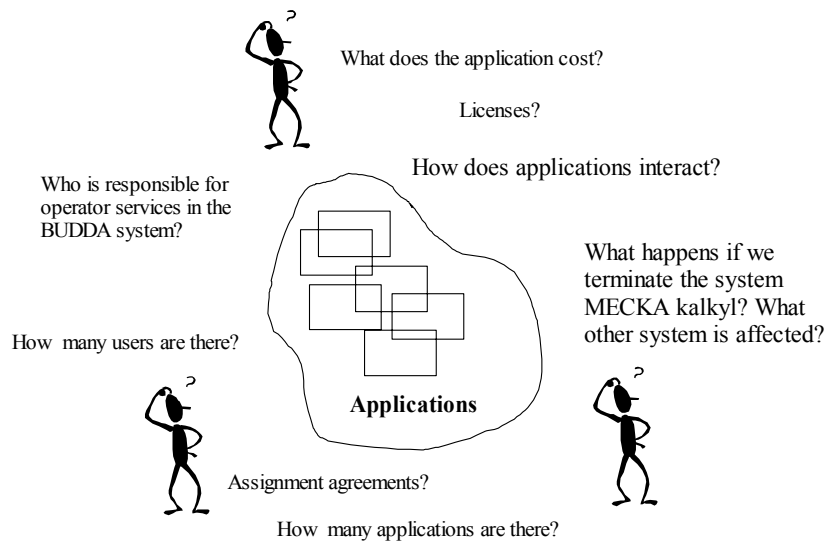 ?
What does the application cost?
Licenses?
How does applications interact?
Who is responsible for
operator services in the
BUDDA system?
What happens if we
terminate the system
MECKA kalkyl? What
other system is affected?
How many users are there?
?
?
Applications
Assignment agreements?
How many applications are there?